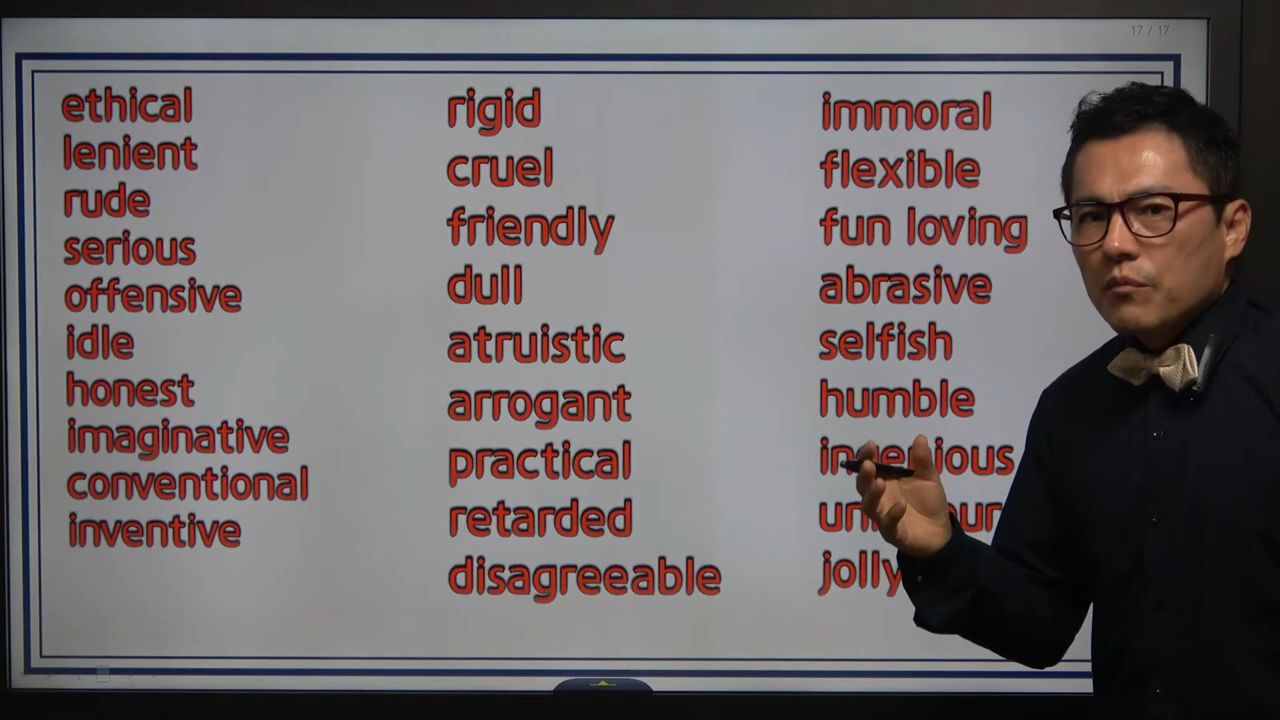 17 / 17
ethical
lenient
rude
serious
offensive
idle
honest
imaginative
conventional
inventive
rigid
cruel
friendly
dull
atruistic
arrogant
practical
retarded
disagreeable
immoral
flexible
fun loving
abrasive
selfish
humble
jolly